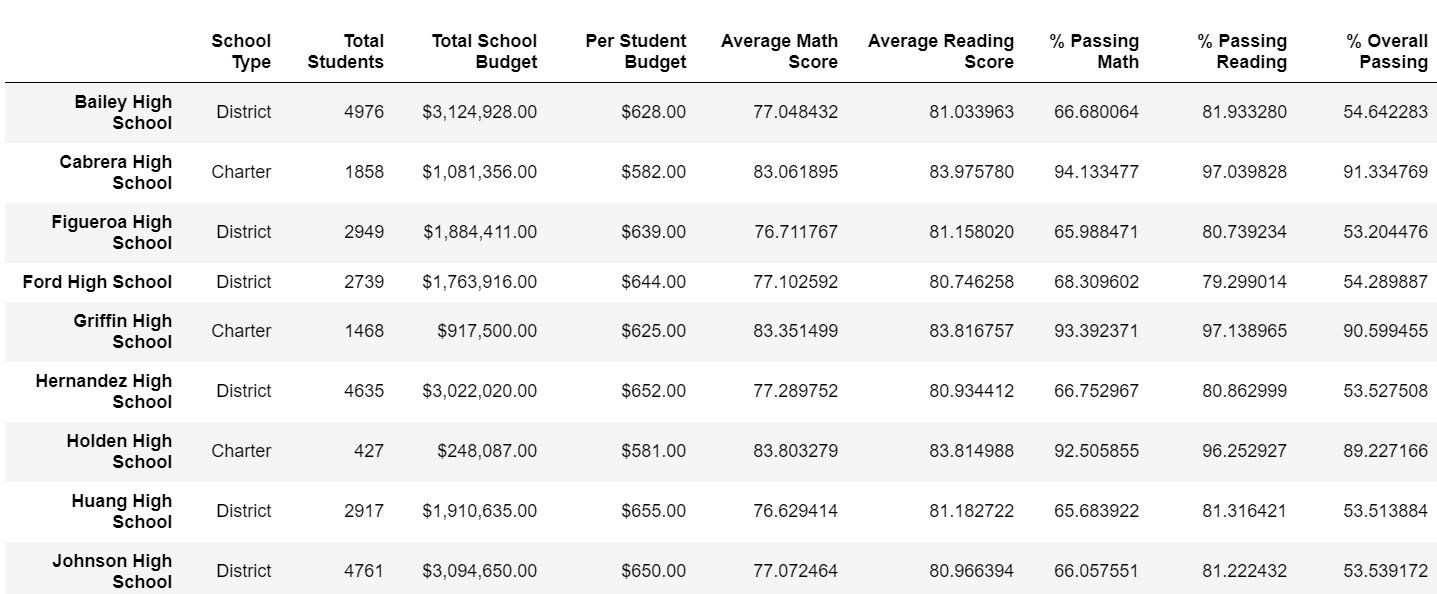 School Type Total Students Total School Budget Per Student Budget Average Math Score Average Reading Score % Passing Math % Passing Reading % Overall Passing
Bailey High School District 4976 $3,124,928.00 $628.00 77.048432 81.033963 66.680064 81.933280 54.642283
Cabrera High School Charter 1858 $1,081,356.00 $582.00 83.061895 83.975780 94.133477 97.039828 91.334769
Figueroa High School District 2949 $1,884,411.00 $639.00 76.711767 81.158020 65.988471 80.739234 53.204476
Ford High School District 2739 $1,763,916.00 $644.00 77.102592 80.746258 68.309602 79.299014 54.289887
Griffin High School Charter 1468 $917,500.00 $625.00 83.351499 83.816757 93.392371 97.138965 90.599455
Hernandez High School District 4635 $3,022,020.00 $652.00 77.289752 80.934412 66.752967 80.862999 53.527508
Holden High School Charter 427 $248,087.00 $581.00 83.803279 83.814988 92.505855 96.252927 89.227166
Huang High School District 2917 $1,910,635.00 $655.00 76.629414 81.182722 65.683922 81.316421 53.513884
Johnson High School District 4761 $3,094,650.00 $650.00 77.072464 80.966394 66.057551 81.222432 53.539172